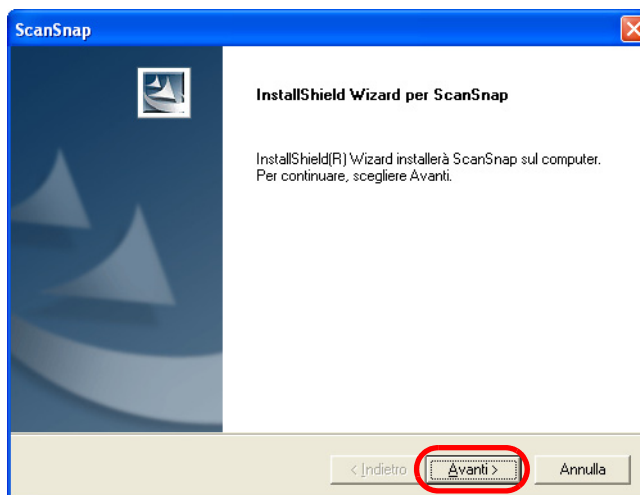 ScanSnap
InstallShield Wizard per ScanSnap
InstallShield(R) Wizard installerà ScanSnap sul computer.
Per continuare, scegliere Avanti.
< Indietro Avanti > Annulla